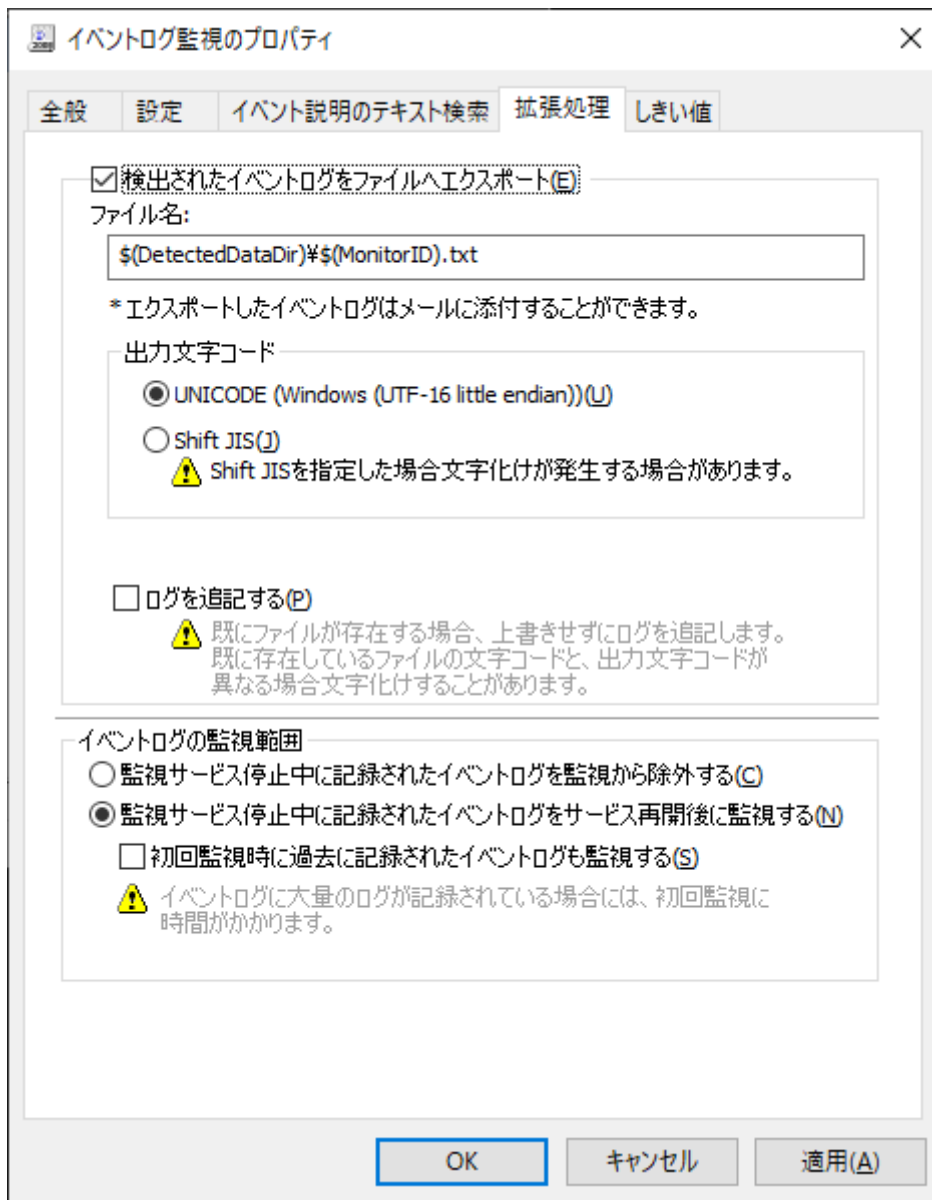 イベントログ監視のプロパティ
全般 設定 イベント説明のテキスト検索 拡張処理 しきい値
検出されたイベントログをファイルへエクスポート(E)
ファイル名:
$(DetectedDataDir)¥$(MonitorID).txt
*エクスポートしたイベントログはメールに添付することができます。
出力文字コード
UNICODE (Windows (UTF-16 little endian))(U)
Shift JIS(J)
Shift JISを指定した場合文字化けが発生する場合があります。
ログを追記する(P)
既にファイルが存在する場合、上書きせずにログを追記します。
既に存在しているファイルの文字コードと、出力文字コードが
異なる場合文字化けすることがあります。
イベントログの監視範囲
監視サービス停止中に記録されたイベントログを監視から除外する(C)
監視サービス停止中に記録されたイベントログをサービス再開後に監視する(N)
初回監視時に過去に記録されたイベントログも監視する(S)
イベントログに大量のログが記録されている場合には、初回監視に
時間がかかります。
OK キャンセル 適用(A)